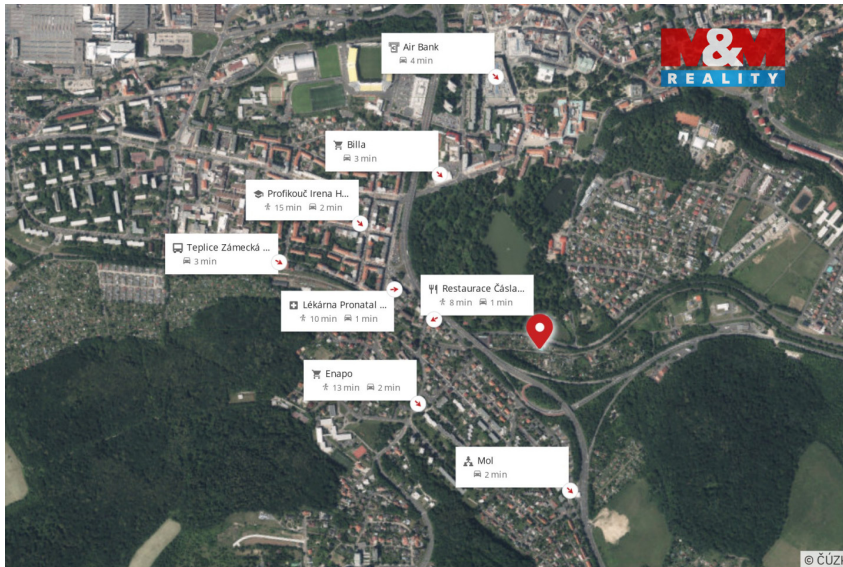 Air Bank
4 min
M&M
REALITY
Billa
3 min
Profikouč Irena H...
15 min 2 min
Teplice Zámecká ...
3 min
Restaurace Čásla...
8 min 1 min
Lékárna Pronatal ...
10 min 1 min
Enapo
13 min 2 min
Mol
2 min
© ČÚZ